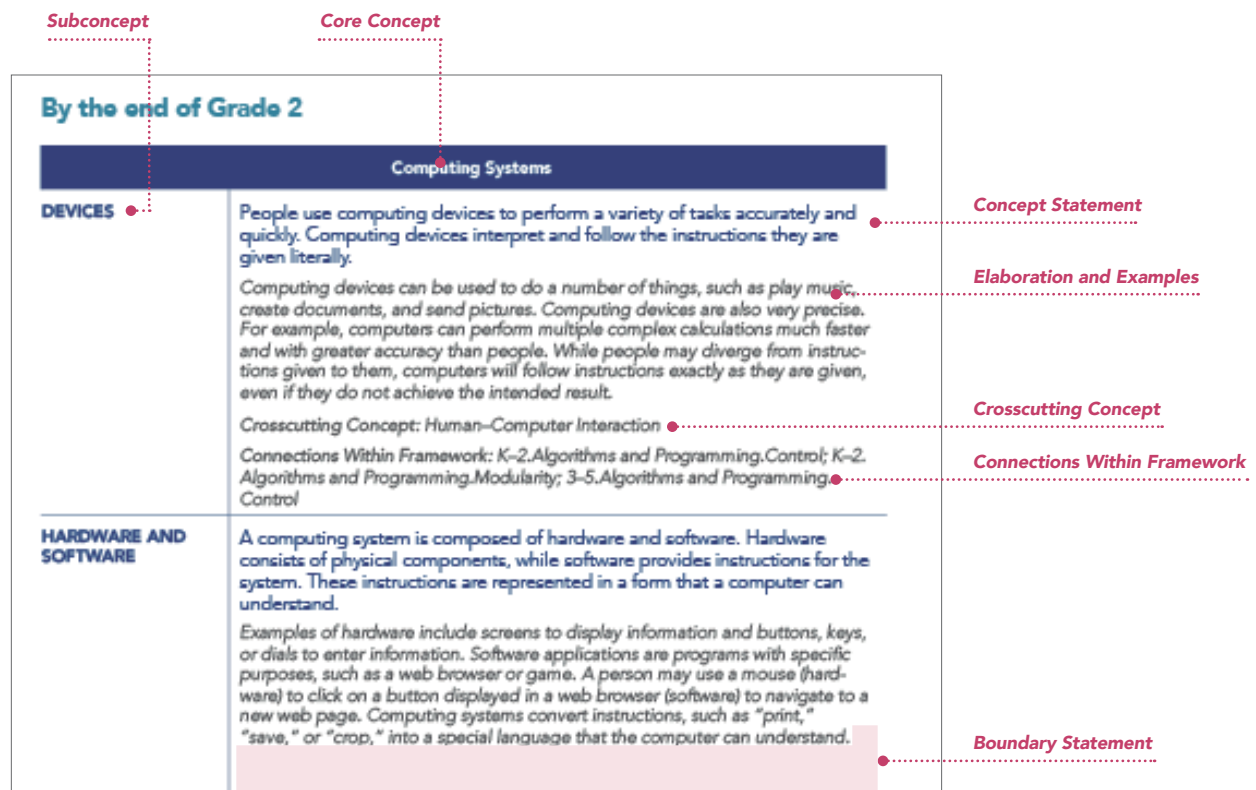 Subconcept
Core Concept
By the end of Grade 2
Computing Systems
DEVICES
People use computing devices to perform a variety of tasks accurately and
quickly. Computing devices interpret and follow the instructions they are
given literally.
Concept Statement
Computing devices can be used to do a number of things, such as play music,
create documents, and send pictures. Computing devices are also very precise.
For example, computers can perform multiple complex calculations much faster
and with greater accuracy than people. While people may diverge from instruc-
tions given to them, computers will follow instructions exactly as they are given,
even if they do not achieve the intended result.
Elaboration and Examples
Crosscutting Concept: Human–Computer Interaction
Crosscutting Concept
Connections Within Framework: K–2.Algorithms and Programming.Control; K–2.
Algorithms and Programming.Modularity; 3–5.Algorithms and Programming.
Control
Connections Within Framework
HARDWARE AND
SOFTWARE
A computing system is composed of hardware and software. Hardware
consists of physical components, while software provides instructions for the
system. These instructions are represented in a form that a computer can
understand.
Examples of hardware include screens to display information and buttons, keys,
or dials to enter information. Software applications are programs with specific
purposes, such as a web browser or game. A person may use a mouse (hard-
ware) to click on a button displayed in a web browser (software) to navigate to a
new web page. Computing systems convert instructions, such as “print,”
“save,” or “crop,” into a special language that the computer can understand.
Boundary Statement